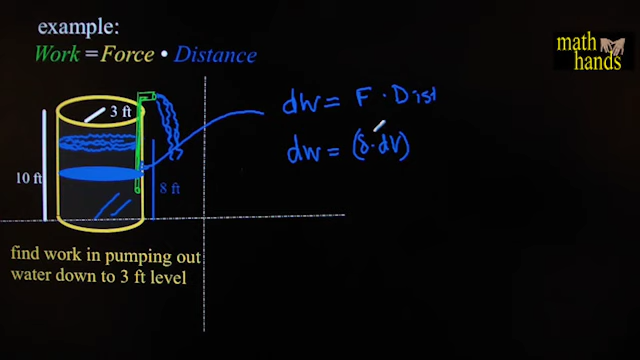 example:
math
hands
Work = Force • Distance
3 ft
dw = F · Dist
dw = (δ · dV)
10 ft
8 ft
find work in pumping out
water down to 3 ft level